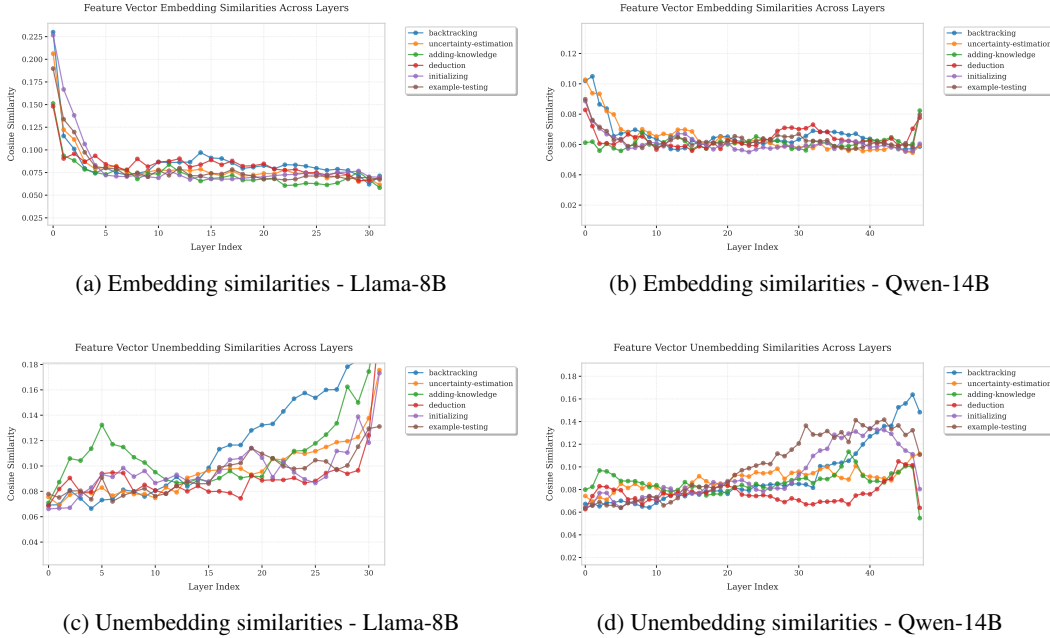 Feature Vector Embedding Similarities Across Layers
Cosine Similarity
0.225
0.200
0.175
0.150
0.125
0.100
0.075
0.050
0.025
0
5
10
15
20
25
30
Layer Index
backtracking
uncertainty-estimation
adding-knowledge
deduction
initializing
example-testing
(a) Embedding similarities - Llama-8B
Feature Vector Embedding Similarities Across Layers
Cosine Similarity
0.12
0.10
0.08
0.06
0.04
0.02
0
10
20
30
40
Layer Index
backtracking
uncertainty-estimation
adding-knowledge
deduction
initializing
example-testing
(b) Embedding similarities - Qwen-14B
Feature Vector Unembedding Similarities Across Layers
Cosine Similarity
0.18
0.16
0.14
0.12
0.10
0.08
0.06
0.04
0
5
10
15
20
25
30
Layer Index
backtracking
uncertainty-estimation
adding-knowledge
deduction
initializing
example-testing
(c) Unembedding similarities - Llama-8B
Feature Vector Unembedding Similarities Across Layers
Cosine Similarity
0.18
0.16
0.14
0.12
0.10
0.08
0.06
0.04
0.02
0
10
20
30
40
Layer Index
backtracking
uncertainty-estimation
adding-knowledge
deduction
initializing
example-testing
(d) Unembedding similarities - Qwen-14B